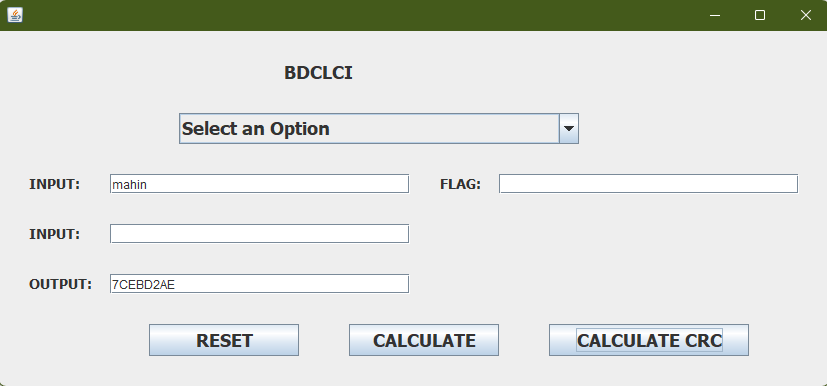 BDCLCI
Select an Option
INPUT: mahin FLAG:
INPUT:
OUTPUT: 7CEBD2AE
RESET CALCULATE CALCULATE CRC